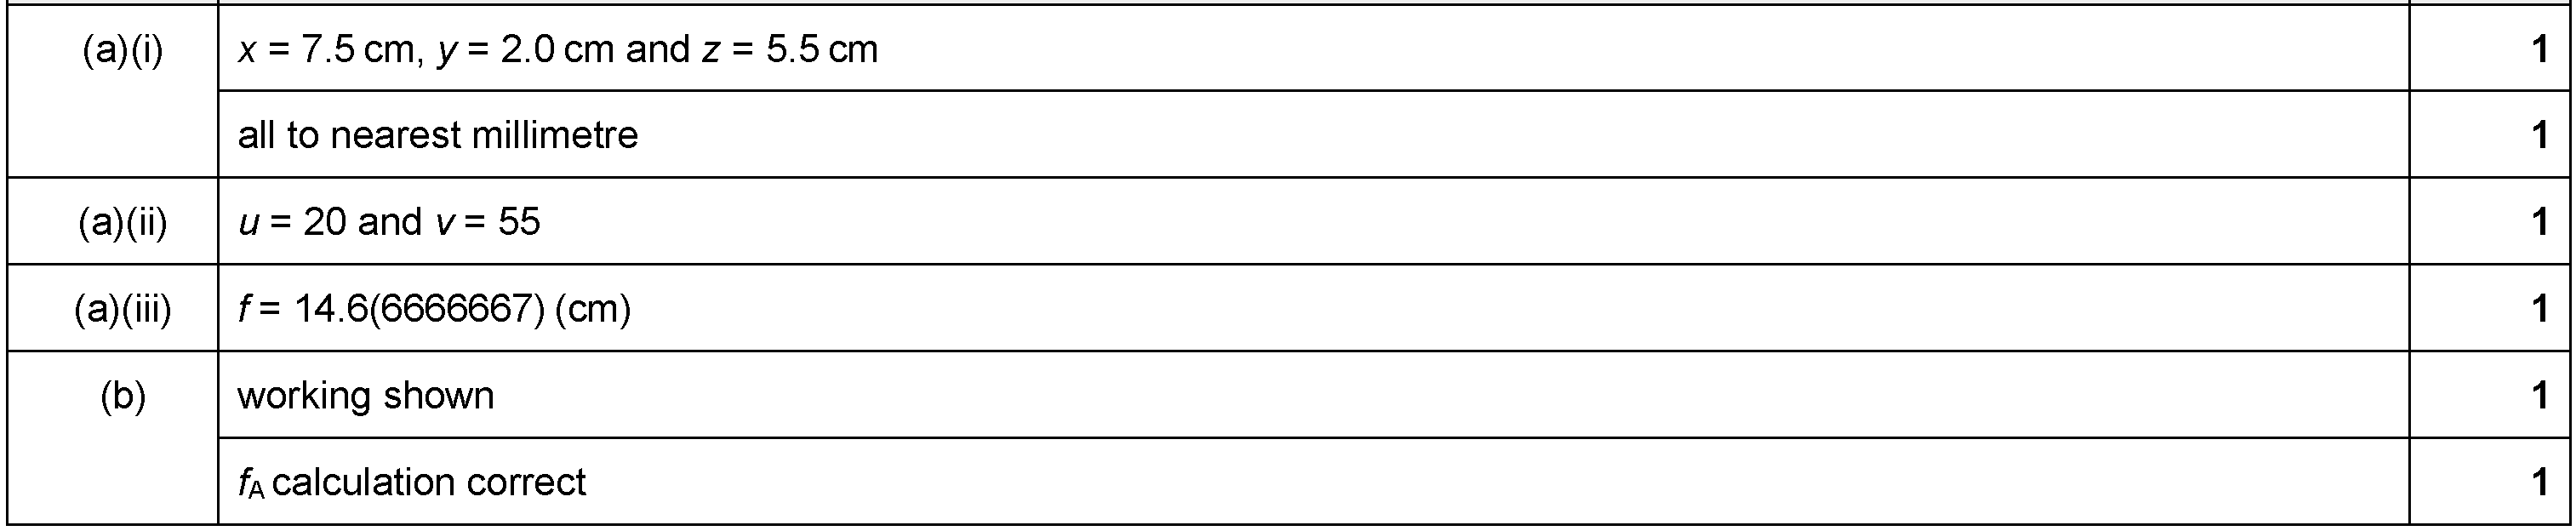 (a)(i) x = 7.5 cm, y = 2.0 cm and z = 5.5 cm 1
all to nearest millimetre 1
(a)(ii) u = 20 and v = 55 1
(a)(iii) f = 14.6(6666667) (cm) 1
(b) working shown 1
fA calculation correct 1